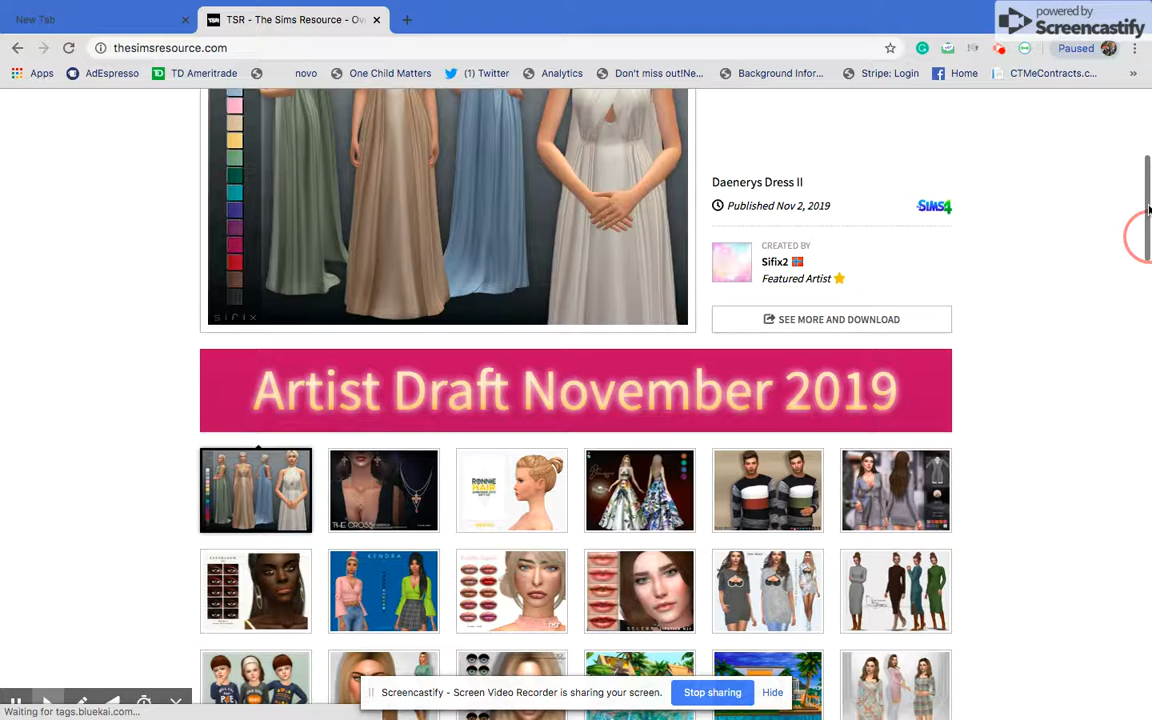 powered by
Screencastify
New Tab
TSR - The Sims Resource - Ov
thesimsresource.com
Paused
Apps
AdEspresso
TD Ameritrade
novo
One Child Matters
(1) Twitter
Analytics
Don't miss out!Ne...
Background Infor...
Stripe: Login
Home
CTMeContracts.c...
»
SIFIX
Daenerys Dress II
Published Nov 2, 2019
SIMS4
CREATED BY
Sifix2
Featured Artist
SEE MORE AND DOWNLOAD
Artist Draft November 2019
THE CROSS
RONNIE
HAIR
KENDRA
Screencastify - Screen Video Recorder is sharing your screen.
Stop sharing
Hide
Waiting for tags.bluekai.com...